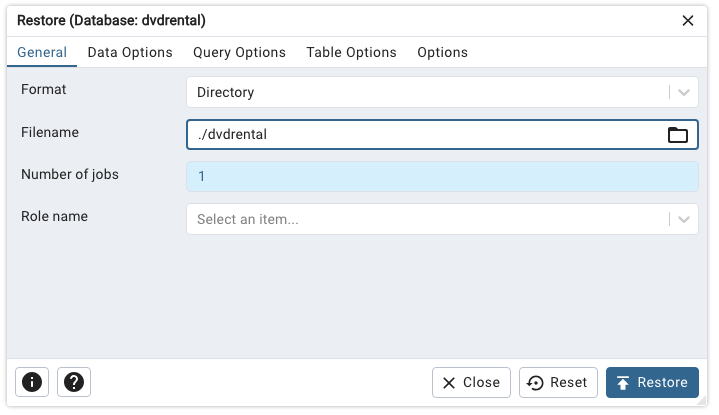 Restore (Database: dvdrental)
General Data Options Query Options Table Options Options
Format Directory
Filename ./dvdrental
Number of jobs 1
Role name Select an item...
Close Reset Restore